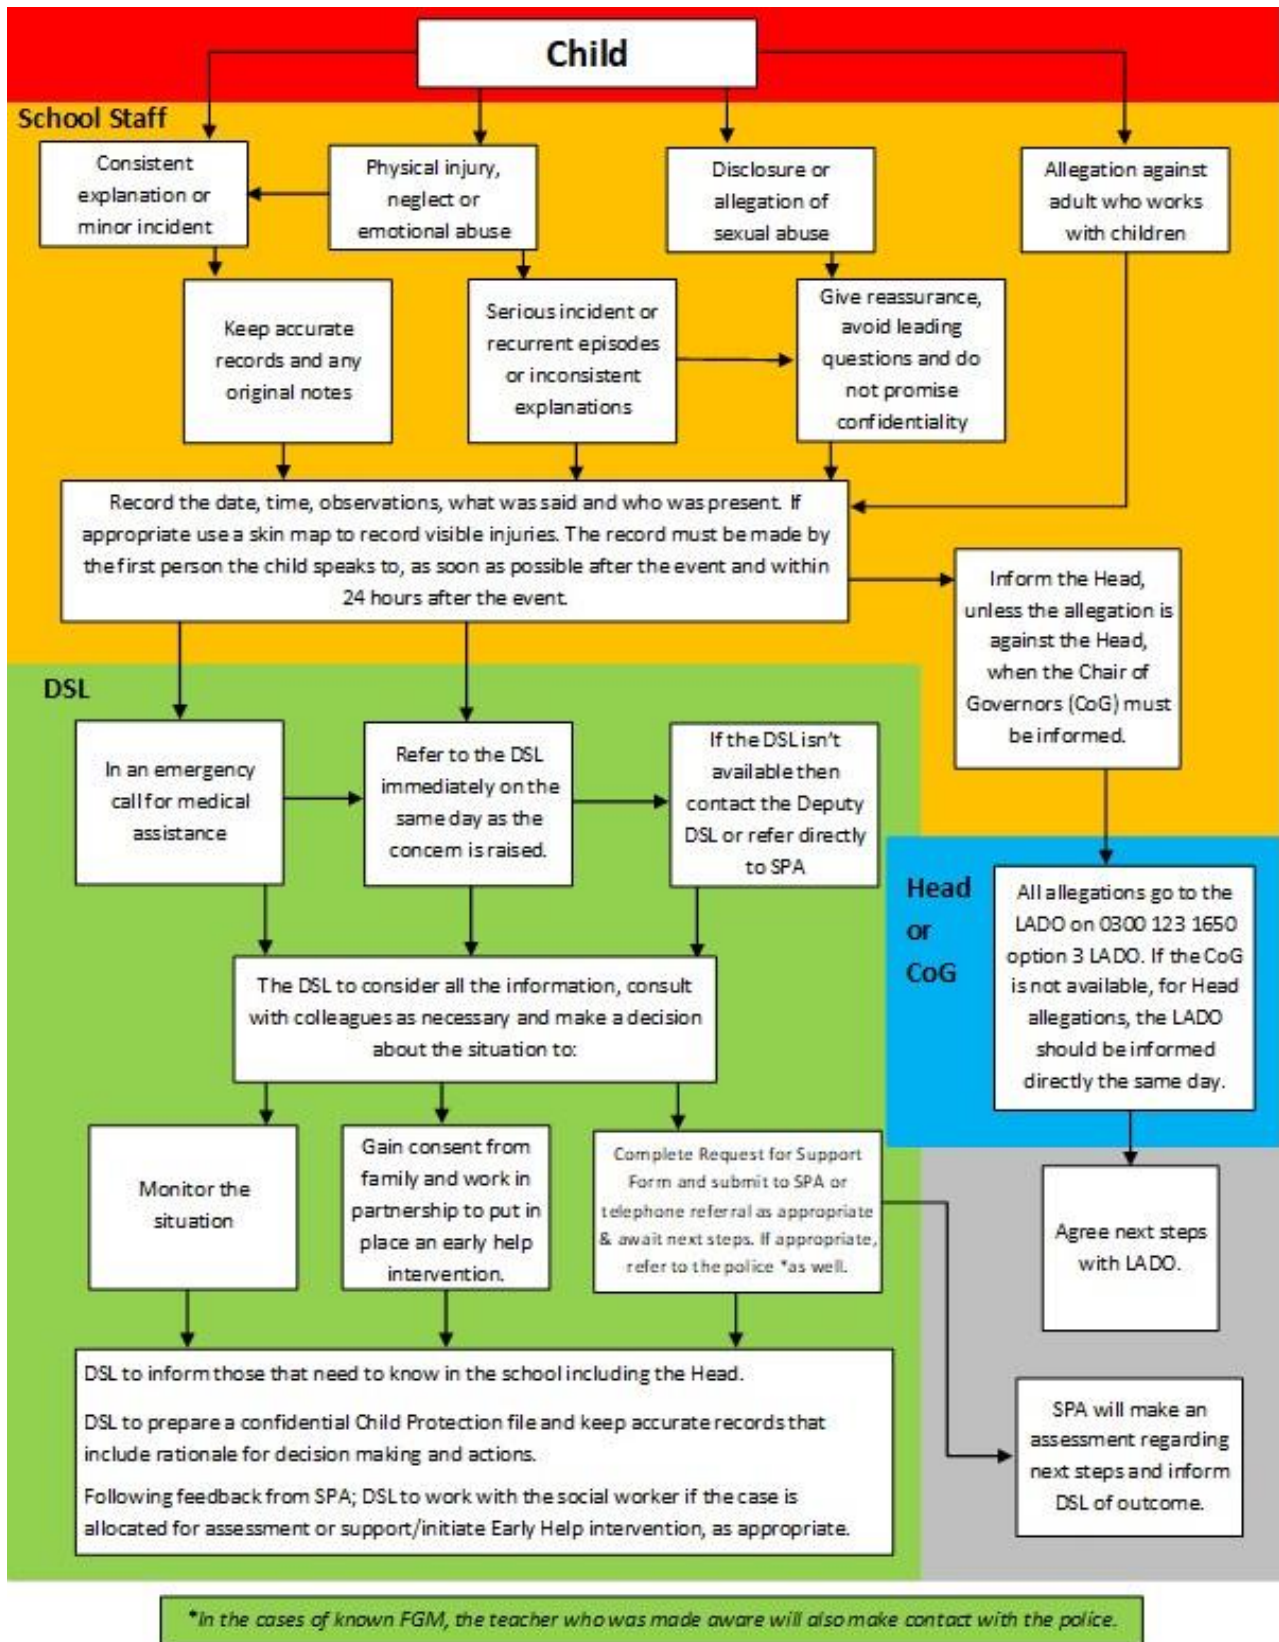 Child
School Staff
Consistent
explanation or
minor incident
Physical injury,
neglect or
emotional abuse
Disclosure or
allegation of
sexual abuse
Allegation against
adult who works
with children
Keep accurate
records and any
original notes
Serious incident or
recurrent episodes
or inconsistent
explanations
Give reassurance,
avoid leading
questions and do
not promise
confidentiality
Record the date, time, observations, what was said and who was present. If
appropriate use a skin map to record visible injuries. The record must be made by
the first person the child speaks to, as soon as possible after the event and within
24 hours after the event.
Inform the Head,
unless the allegation is
against the Head,
when the Chair of
Governors (CoG) must
be informed.
DSL
In an emergency
call for medical
assistance
Refer to the DSL
immediately on the
same day as the
concern is raised.
If the DSL isn't
available then
contact the Deputy
DSL or refer directly
to SPA
Head
or
CoG
All allegations go to the
LADO on 0300 123 1650
option 3 LADO. If the CoG
is not available, for Head
allegations, the LADO
should be informed
directly the same day.
The DSL to consider all the information, consult
with colleagues as necessary and make a decision
about the situation to:
Monitor the
situation
Gain consent from
family and work in
partnership to put in
place an early help
intervention.
Complete Request for Support
Form and submit to SPA or
telephone referral as appropriate
& await next steps. If appropriate,
refer to the police *as well.
Agree next steps
with LADO.
DSL to inform those that need to know in the school including the Head.
DSL to prepare a confidential Child Protection file and keep accurate records that
include rationale for decision making and actions.
Following feedback from SPA; DSL to work with the social worker if the case is
allocated for assessment or support/initiate Early Help intervention, as appropriate.
SPA will make an
assessment regarding
next steps and inform
DSL of outcome.
*In the cases of known FGM, the teacher who was made aware will also make contact with the police.